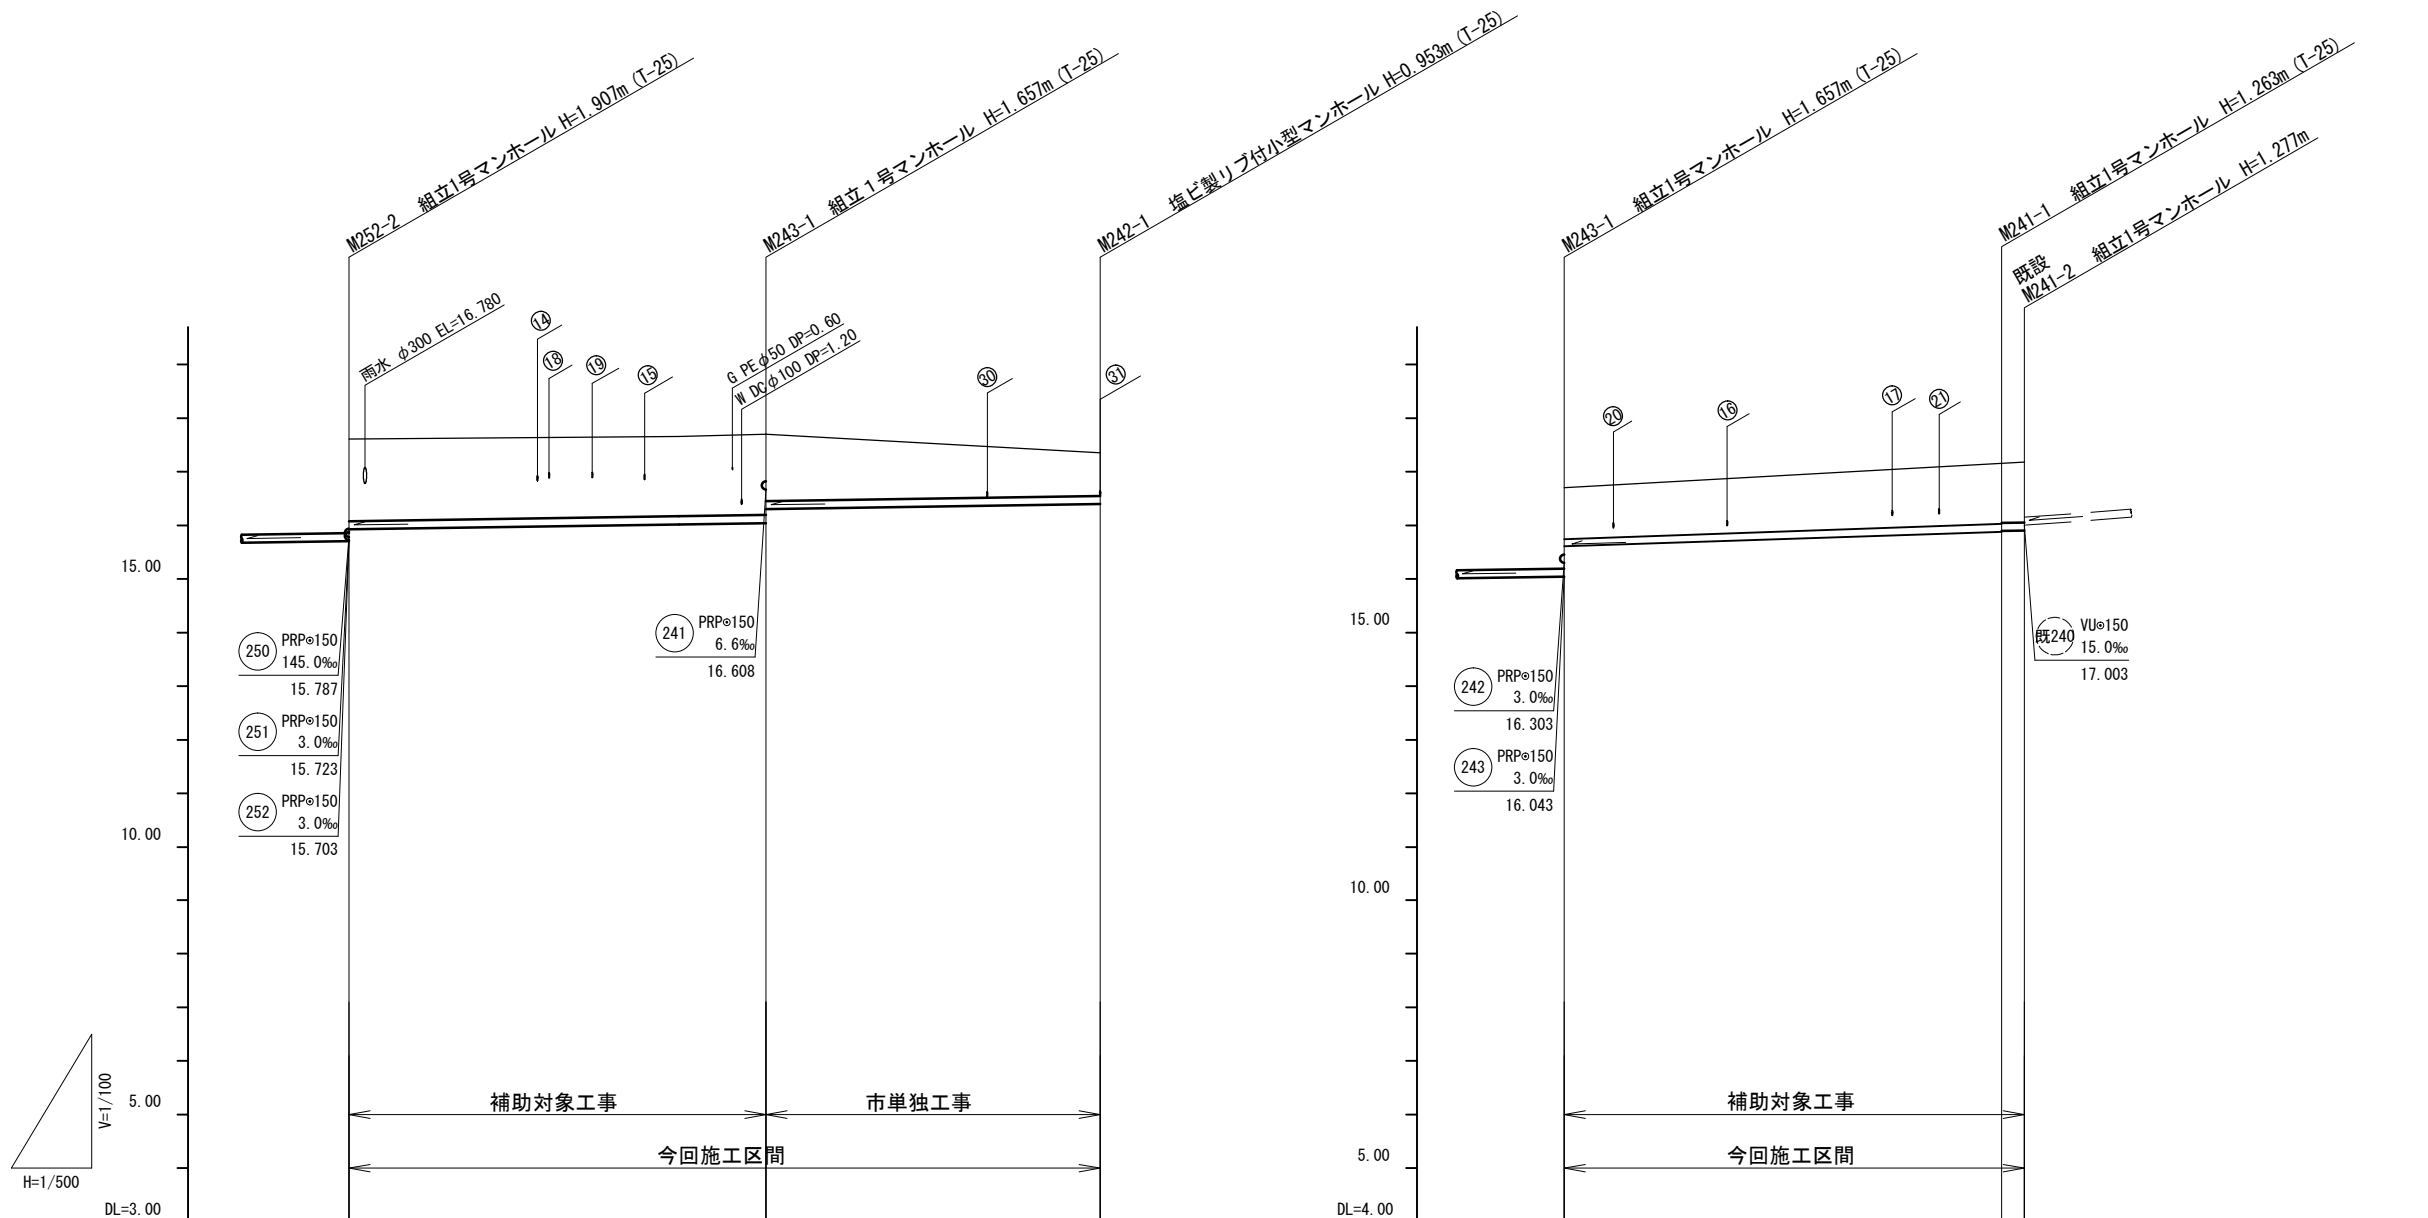 M252-2 組立1号マンホール H=1.907m (T-25)
M243-1 組立１号マンホール H=1.657m (T-25)
M242-1 塩ビ製リブ付小型マンホール H=0.953m (T-25)
M243-1 組立1号マンホール H=1.657m (T-25)
M241-1 組立1号マンホール H=1.263m (T-25)
既設
M241-2 組立1号マンホール H=1.277m
雨水 φ300 EL=16.780
⑭
⑱
⑲
⑮
G PEφ50 DP=0.60
W DCφ100 DP=1.20
㉚
㉛
⑳
⑯
⑰
㉑
15.00
10.00
5.00
DL=3.00
250 PRP⊙150
145.0‰
15.787
251 PRP⊙150
3.0‰
15.723
252 PRP⊙150
3.0‰
15.703
241 PRP⊙150
6.6‰
16.608
補助対象工事
市単独工事
今回施工区間
V=1/100
H=1/500
15.00
10.00
5.00
DL=4.00
242 PRP⊙150
3.0‰
16.303
243 PRP⊙150
3.0‰
16.043
既240 VU⊙150
15.0‰
17.003
補助対象工事
今回施工区間